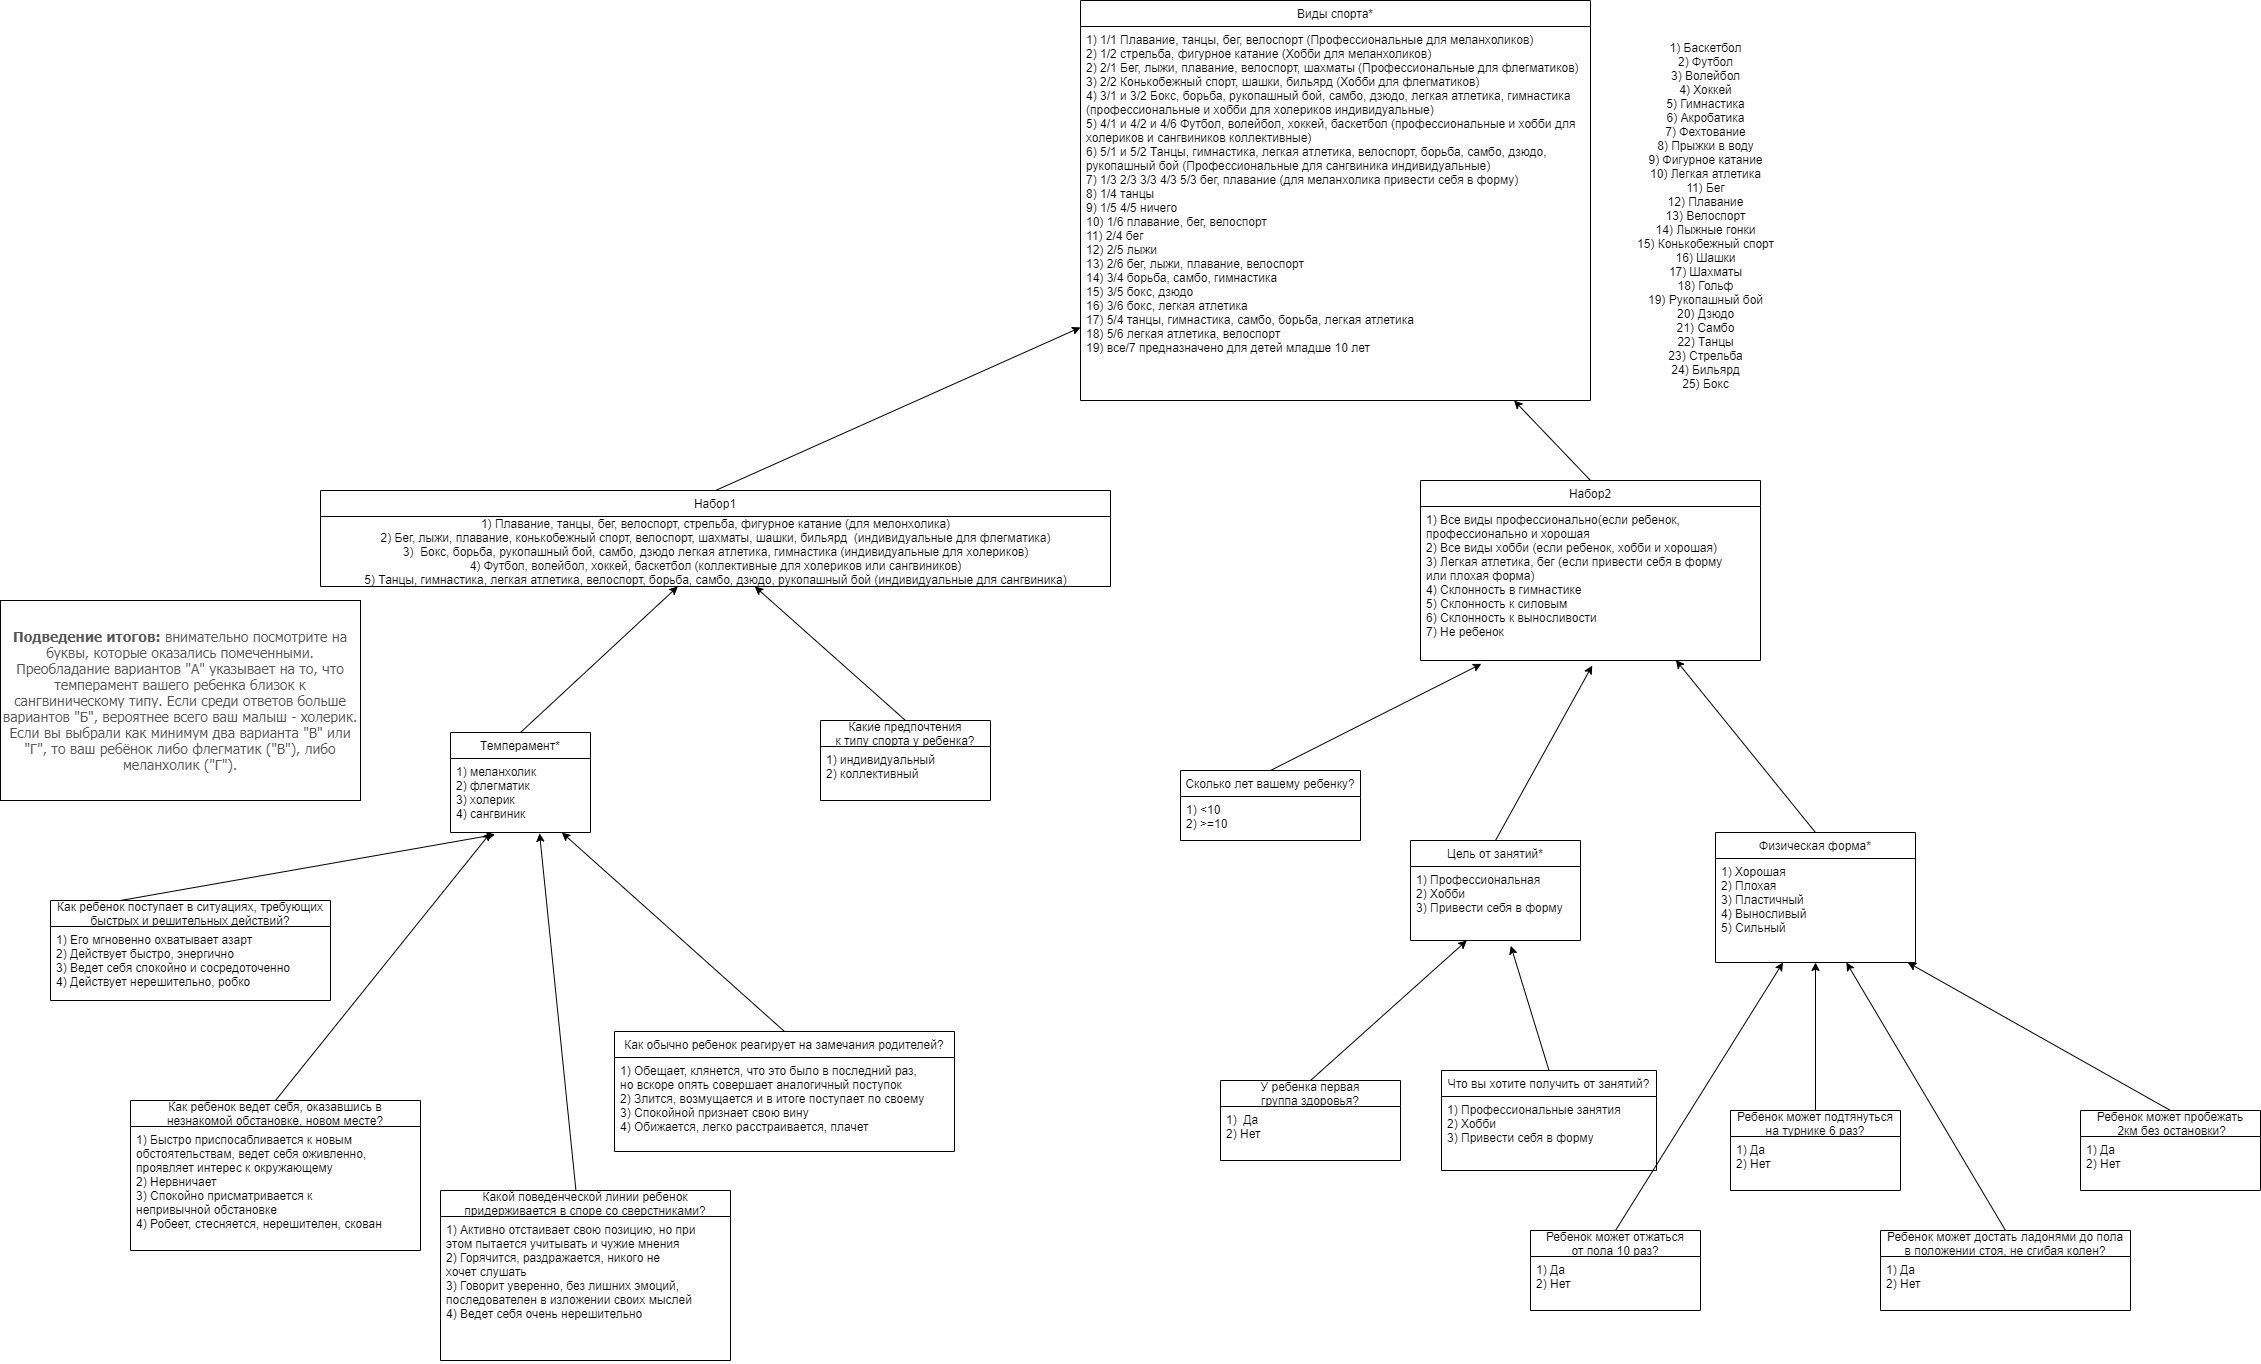 Виды спорта*
1) 1/1 Плавание, танцы, бег, велоспорт (Профессиональные для меланхоликов)
2) 1/2 стрельба, фигурное катание (Хобби для меланхоликов)
2) 2/1 Бег, лыжи, плавание, велоспорт, шахматы (Профессиональные для флегматиков)
3) 2/2 Конькобежный спорт, шашки, бильярд (Хобби для флегматиков)
4) 3/1 и 3/2 Бокс, борьба, рукопашный бой, самбо, дзюдо, легкая атлетика, гимнастика
(профессиональные и хобби для холериков индивидуальные)
5) 4/1 и 4/2 и 4/6 Футбол, волейбол, хоккей, баскетбол (профессиональные и хобби для
холериков и сангвиников коллективные)
6) 5/1 и 5/2 Танцы, гимнастика, легкая атлетика, велоспорт, борьба, самбо, дзюдо,
рукопашный бой (Профессиональные для сангвиника индивидуальные)
7) 1/3 2/3 3/3 4/3 5/3 бег, плавание (для меланхолика привести себя в форму)
8) 1/4 танцы
9) 1/5 4/5 ничего
10) 1/6 плавание, бег, велоспорт
11) 2/4 бег
12) 2/5 лыжи
13) 2/6 бег, лыжи, плавание, велоспорт
14) 3/4 борьба, самбо, гимнастика
15) 3/5 бокс, дзюдо
16) 3/6 бокс, легкая атлетика
17) 5/4 танцы, гимнастика, самбо, борьба, легкая атлетика
18) 5/6 легкая атлетика, велоспорт
19) все/7 предназначено для детей младше 10 лет
1) Баскетбол
2) Футбол
3) Волейбол
4) Хоккей
5) Гимнастика
6) Акробатика
7) Фехтование
8) Прыжки в воду
9) Фигурное катание
10) Легкая атлетика
11) Бег
12) Плавание
13) Велоспорт
14) Лыжные гонки
15) Конькобежный спорт
16) Шашки
17) Шахматы
18) Гольф
19) Рукопашный бой
20) Дзюдо
21) Самбо
22) Танцы
23) Стрельба
24) Бильярд
25) Бокс
Набор1
1) Плавание, танцы, бег, велоспорт, стрельба, фигурное катание (для мелонхолика)
2) Бег, лыжи, плавание, конькобежный спорт, велоспорт, шахматы, шашки, бильярд (индивидуальные для флегматика)
3) Бокс, борьба, рукопашный бой, самбо, дзюдо легкая атлетика, гимнастика (индивидуальные для холериков)
4) Футбол, волейбол, хоккей, баскетбол (коллективные для холериков или сангвиников)
5) Танцы, гимнастика, легкая атлетика, велоспорт, борьба, самбо, дзюдо, рукопашный бой (индивидуальные для сангвиника)
Набор2
1) Все виды профессионально(если ребенок,
профессионально и хорошая
2) Все виды хобби (если ребенок, хобби и хорошая)
3) Легкая атлетика, бег (если привести себя в форму
или плохая форма)
4) Склонность в гимнастике
5) Склонность к силовым
6) Склонность к выносливости
7) Не ребенок
Подведение итогов: внимательно посмотрите на
буквы, которые оказались помеченными.
Преобладание вариантов "А" указывает на то, что
темперамент вашего ребенка близок к
сангвиническому типу. Если среди ответов больше
вариантов "Б", вероятнее всего ваш малыш - холерик.
Если вы выбрали как минимум два варианта "В" или
"Г", то ваш ребёнок либо флегматик ("В"), либо
меланхолик ("Г").
Темперамент*
1) меланхолик
2) флегматик
3) холерик
4) сангвиник
Какие предпочтения
к типу спорта у ребенка?
1) индивидуальный
2) коллективный
Сколько лет вашему ребенку?
1) <10
2) >=10
Цель от занятий*
1) Профессиональная
2) Хобби
3) Привести себя в форму
Физическая форма*
1) Хорошая
2) Плохая
3) Пластичный
4) Выносливый
5) Сильный
Как ребенок поступает в ситуациях, требующих
быстрых и решительных действий?
1) Его мгновенно охватывает азарт
2) Действует быстро, энергично
3) Ведет себя спокойно и сосредоточенно
4) Действует нерешительно, робко
Как обычно ребенок реагирует на замечания родителей?
1) Обещает, клянется, что это было в последний раз,
но вскоре опять совершает аналогичный поступок
2) Злится, возмущается и в итоге поступает по своему
3) Спокойной признает свою вину
4) Обижается, легко расстраивается, плачет
Как ребенок ведет себя, оказавшись в
незнакомой обстановке, новом месте?
1) Быстро приспосабливается к новым
обстоятельствам, ведет себя оживленно,
проявляет интерес к окружающему
2) Нервничает
3) Спокойно присматривается к
непривычной обстановке
4) Робеет, стесняется, нерешителен, скован
Какой поведенческой линии ребенок
придерживается в споре со сверстниками?
1) Активно отстаивает свою позицию, но при
этом пытается учитывать и чужие мнения
2) Горячится, раздражается, никого не
хочет слушать
3) Говорит уверенно, без лишних эмоций,
последователен в изложении своих мыслей
4) Ведет себя очень нерешительно
У ребенка первая
группа здоровья?
1) Да
2) Нет
Что вы хотите получить от занятий?
1) Профессиональные занятия
2) Хобби
3) Привести себя в форму
Ребенок может подтянуться
на турнике 6 раз?
1) Да
2) Нет
Ребенок может пробежать
2км без остановки?
1) Да
2) Нет
Ребенок может отжаться
от пола 10 раз?
1) Да
2) Нет
Ребенок может достать ладонями до пола
в положении стоя, не сгибая колен?
1) Да
2) Нет